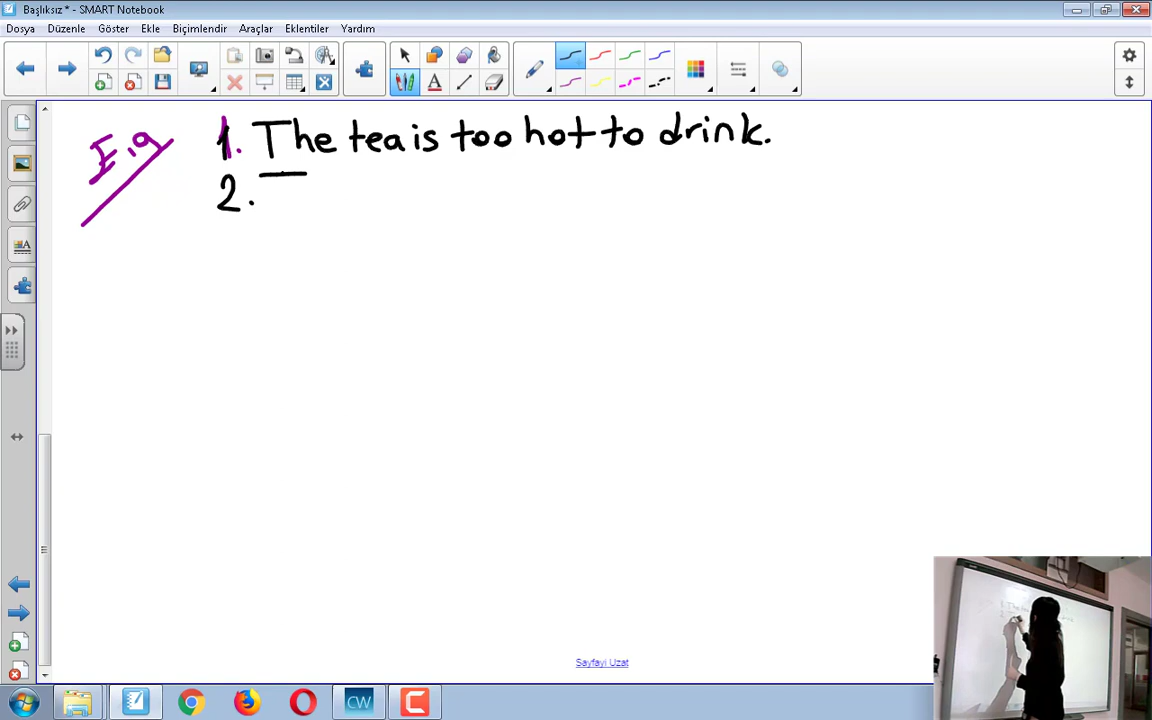 Başlıksız * - SMART Notebook
Dosya Düzenle Göster Ekle Biçimlendir Araçlar Eklentiler Yardım
E.g 1. The tea is too hot to drink.
2.
Sayfayi Uzat
CW